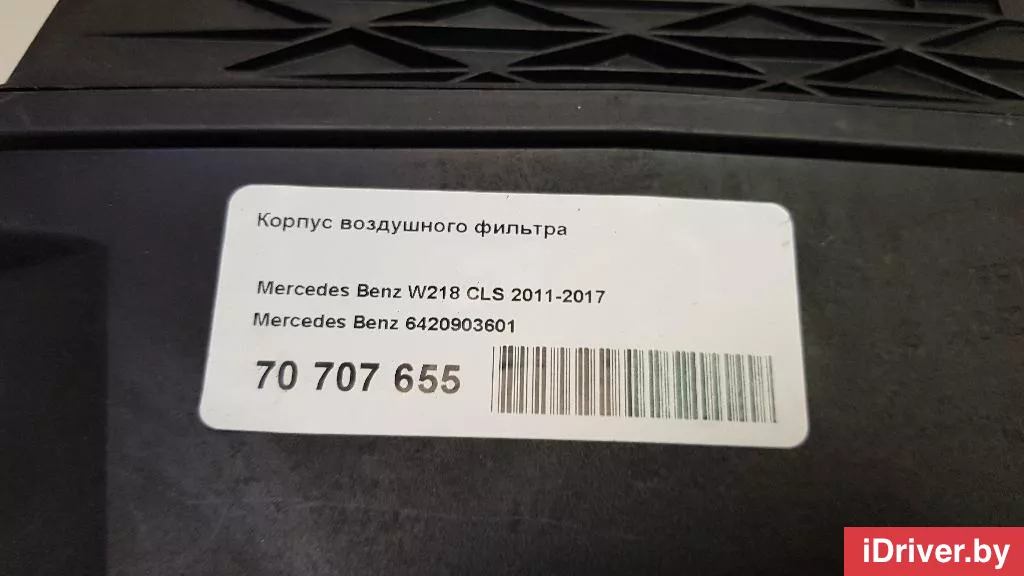 Корпус воздушного фильтра
Mercedes Benz W218 CLS 2011-2017
Mercedes Benz 6420903601
70 707 655
iDriver.by